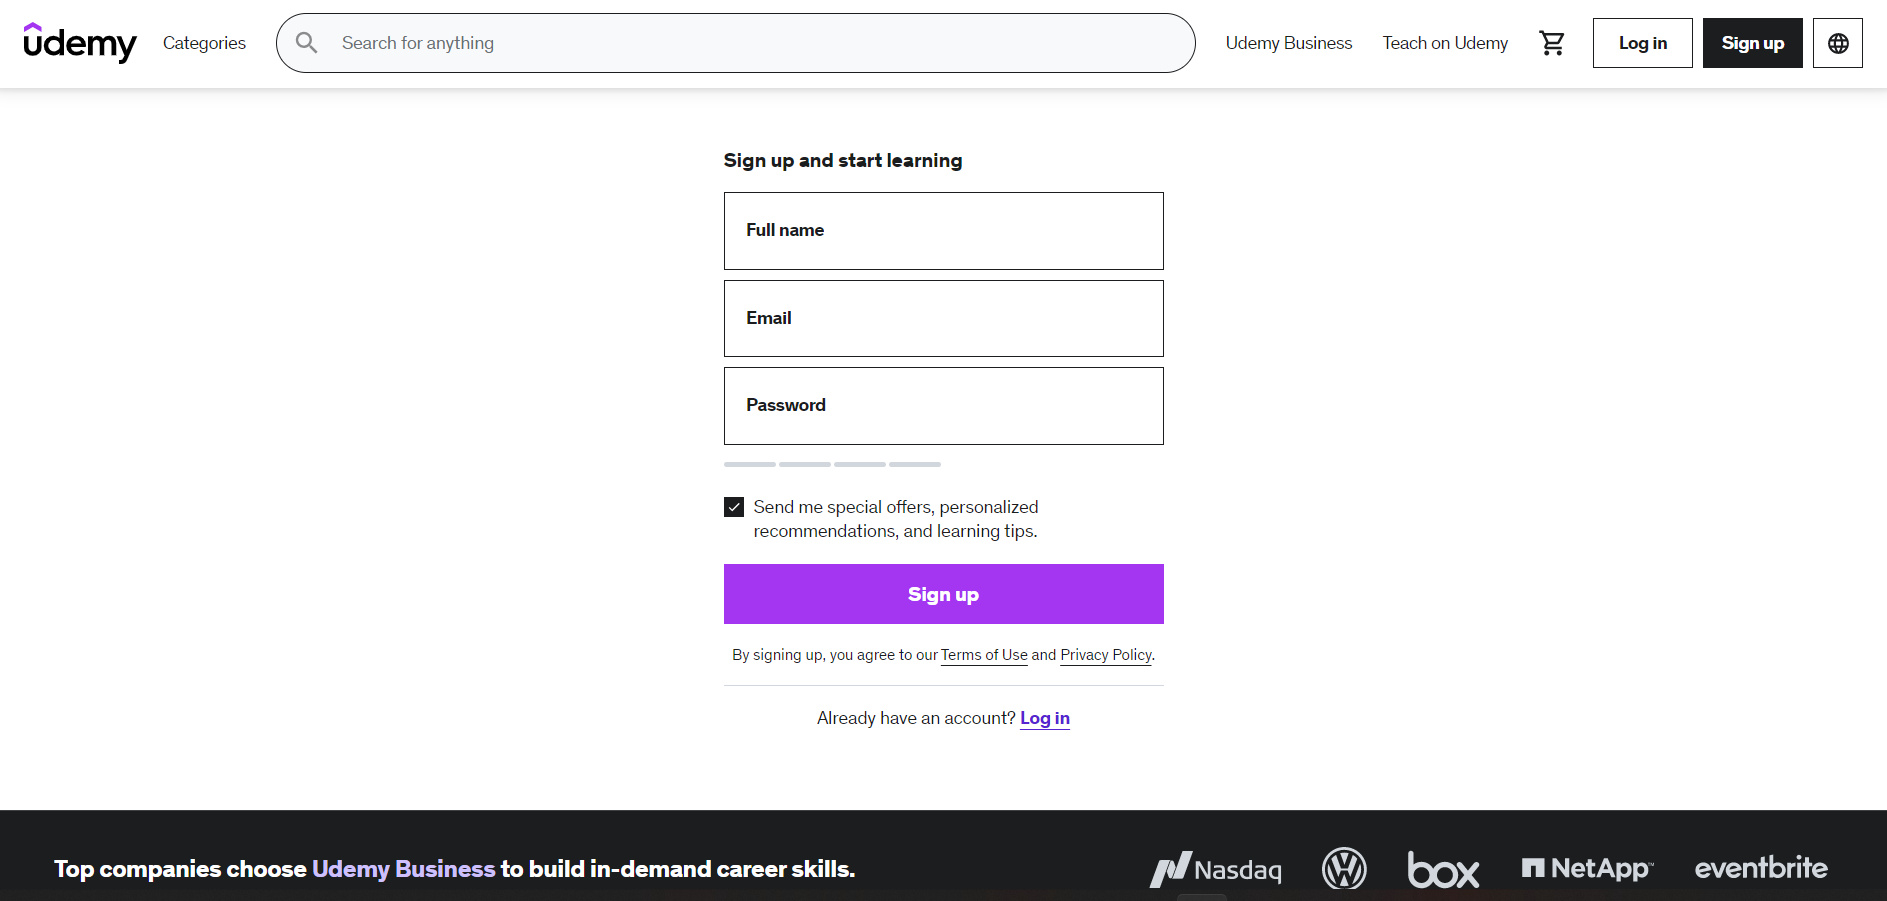 udemy
Categories
Search for anything
Udemy Business
Teach on Udemy
Log in
Sign up
Sign up and start learning
Full name
Email
Password
Send me special offers, personalized
recommendations, and learning tips.
Sign up
By signing up, you agree to our Terms of Use and Privacy Policy.
Already have an account? Log in
Top companies choose Udemy Business to build in-demand career skills.
Nasdaq
box
NetApp™
eventbrite